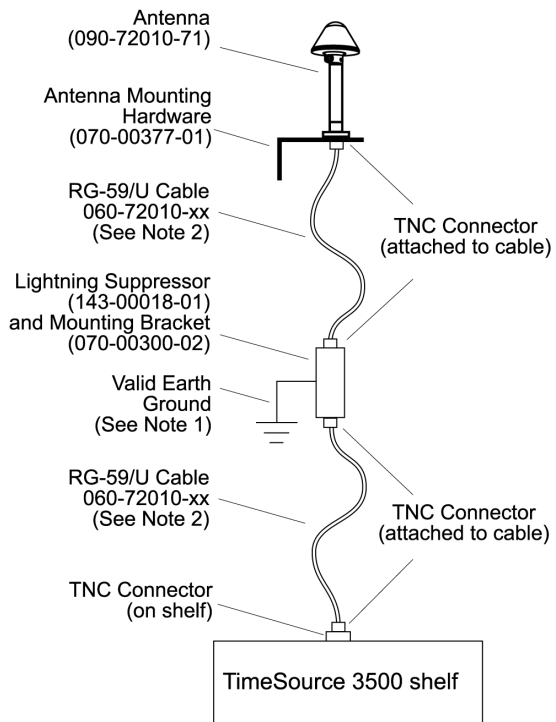 Antenna
(090-72010-71)
Antenna Mounting
Hardware
(070-00377-01)
RG-59/U Cable
060-72010-xx
(See Note 2)
TNC Connector
(attached to cable)
Lightning Suppressor
(143-00018-01)
and Mounting Bracket
(070-00300-02)
Valid Earth
Ground
(See Note 1)
RG-59/U Cable
060-72010-xx
(See Note 2)
TNC Connector
(attached to cable)
TNC Connector
(on shelf)
TimeSource 3500 shelf